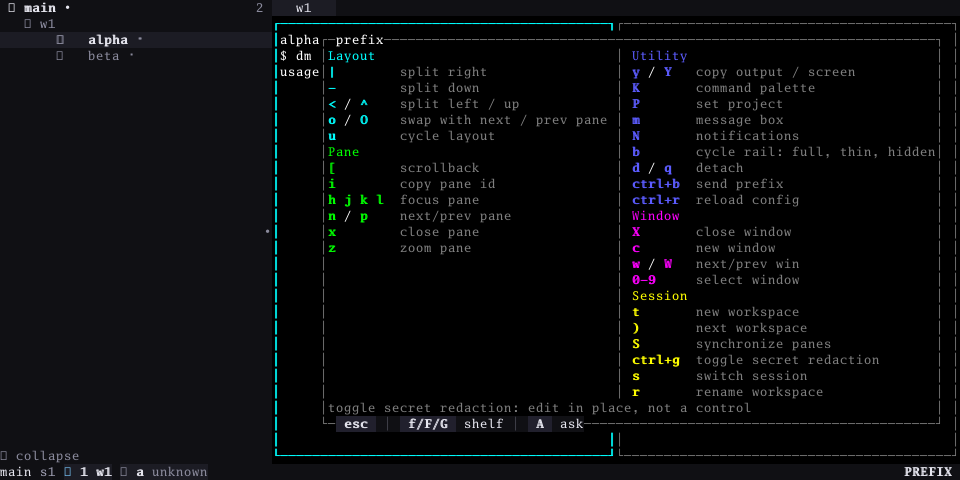 main • 2 w1
w1
alpha •
beta •
alpha prefix
$ dm
usage
Layout
| split right
– split down
< / ^ split left / up
o / O swap with next / prev pane
u cycle layout
Pane
[ scrollback
i copy pane id
h j k l focus pane
n / p next/prev pane
x close pane
z zoom pane
Utility
y / Y copy output / screen
K command palette
P set project
m message box
N notifications
b cycle rail: full, thin, hidden
d / q detach
ctrl+b send prefix
ctrl+r reload config
Window
X close window
c new window
w / W next/prev win
0–9 select window
Session
t new workspace
) next workspace
S synchronize panes
ctrl+g toggle secret redaction
s switch session
r rename workspace
toggle secret redaction: edit in place, not a control
esc | f/F/G shelf | A ask
collapse
main s1 1 w1 a unknown PREFIX